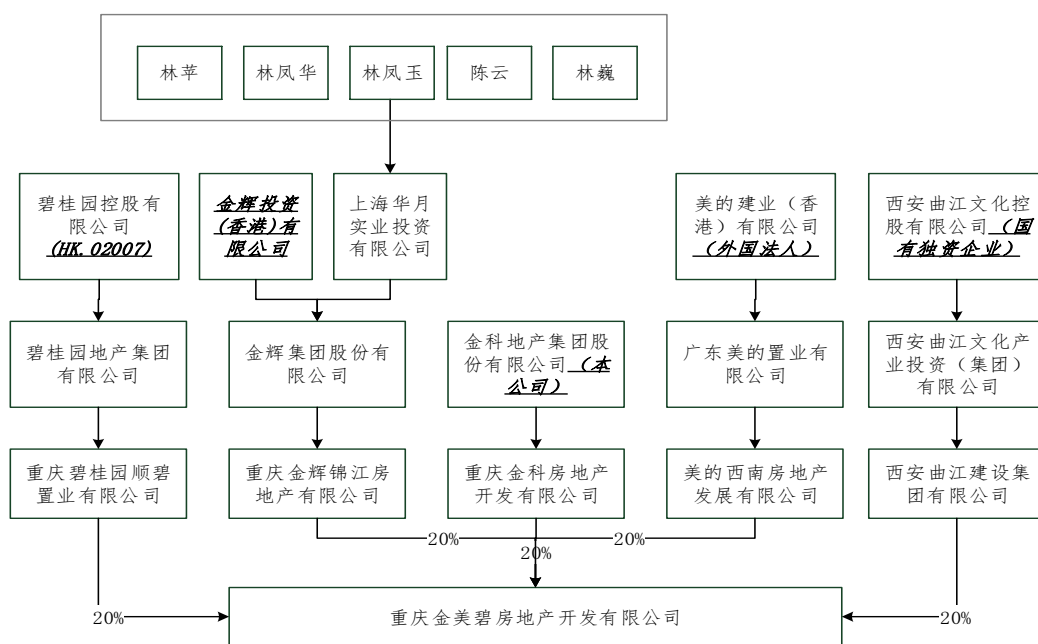 林苹
林凤华
林凤玉
陈云
林巍
碧桂园控股有
限公司
(HK.02007)
金辉投资
(香港)有
限公司
上海华月
实业投资
有限公司
美的建业（香
港）有限公司
（外国法人）
西安曲江文化控
股有限公司（国
有独资企业）
碧桂园地产集团
有限公司
金辉集团股份有
限公司
金科地产集团股
份有限公司（本
公司）
广东美的置业有
限公司
西安曲江文化产
业投资（集团）
有限公司
重庆碧桂园顺碧
置业有限公司
重庆金辉锦江房
地产有限公司
重庆金科房地产
开发有限公司
美的西南房地产
发展有限公司
西安曲江建设集
团有限公司
20%
20%
20%
20%
20%
重庆金美碧房地产开发有限公司